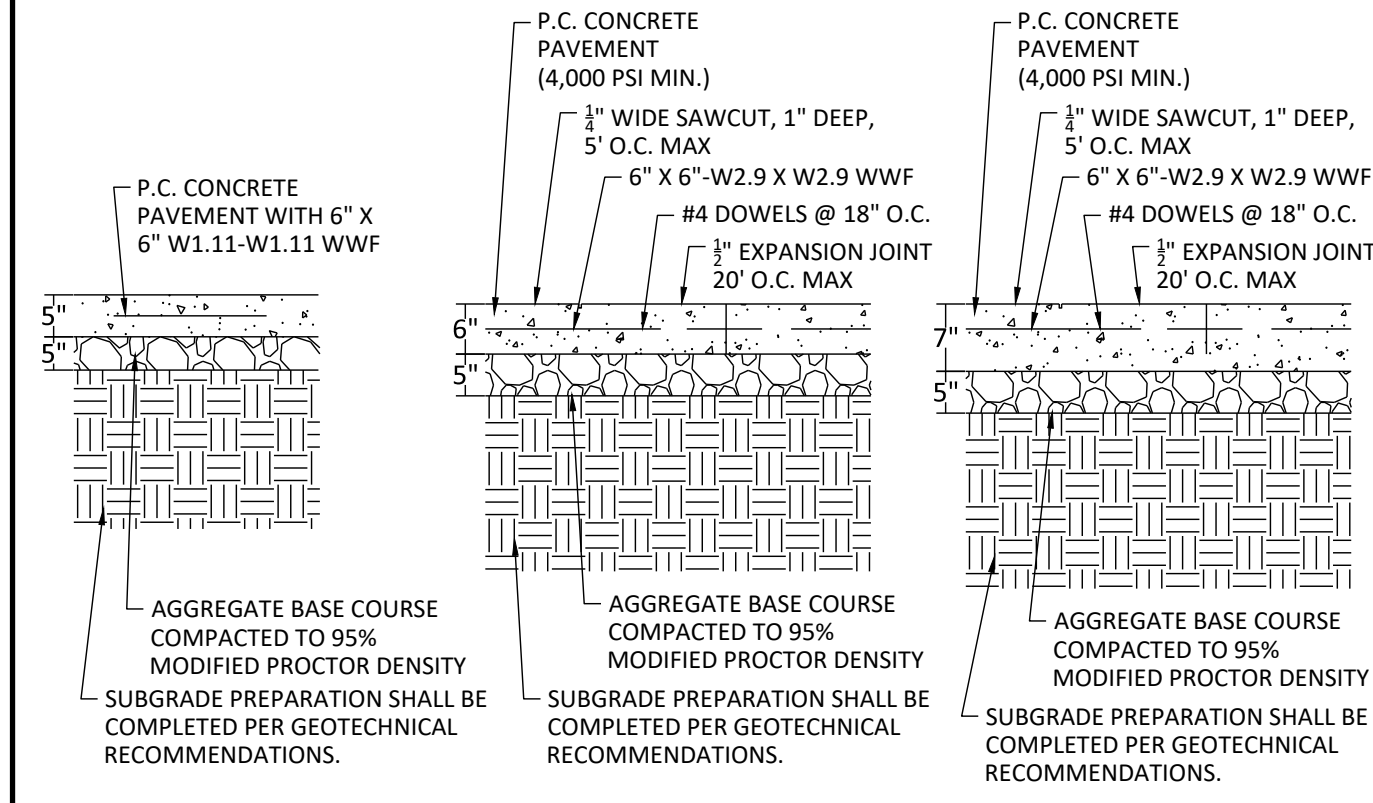 P.C. CONCRETE
PAVEMENT WITH 6" X
6" W1.11-W1.11 WWF
5"
5"
AGGREGATE BASE COURSE
COMPACTED TO 95%
MODIFIED PROCTOR DENSITY
SUBGRADE PREPARATION SHALL BE
COMPLETED PER GEOTECHNICAL
RECOMMENDATIONS.
P.C. CONCRETE
PAVEMENT
(4,000 PSI MIN.)
1/4" WIDE SAWCUT, 1" DEEP,
5' O.C. MAX
6" X 6"-W2.9 X W2.9 WWF
#4 DOWELS @ 18" O.C.
1/2" EXPANSION JOINT
20' O.C. MAX
6"
5"
AGGREGATE BASE COURSE
COMPACTED TO 95%
MODIFIED PROCTOR DENSITY
SUBGRADE PREPARATION SHALL BE
COMPLETED PER GEOTECHNICAL
RECOMMENDATIONS.
P.C. CONCRETE
PAVEMENT
(4,000 PSI MIN.)
1/4" WIDE SAWCUT, 1" DEEP,
5' O.C. MAX
6" X 6"-W2.9 X W2.9 WWF
#4 DOWELS @ 18" O.C.
1/2" EXPANSION JOINT
20' O.C. MAX
7"
5"
AGGREGATE BASE COURSE
COMPACTED TO 95%
MODIFIED PROCTOR DENSITY
SUBGRADE PREPARATION SHALL BE
COMPLETED PER GEOTECHNICAL
RECOMMENDATIONS.